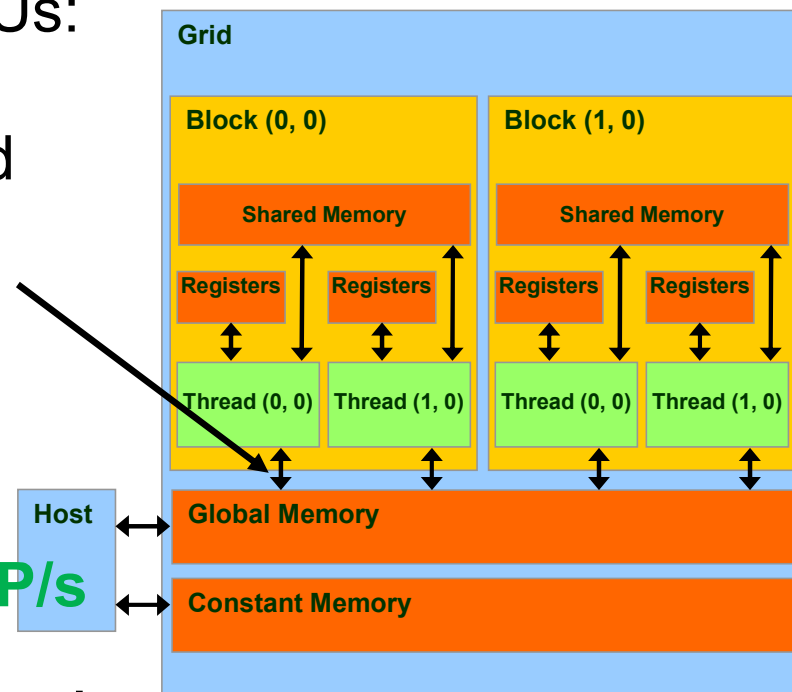 Us:
d
P/s
Grid
Block (0, 0)
Block (1, 0)
Shared Memory
Shared Memory
Registers
Registers
Registers
Registers
Thread (0, 0)
Thread (1, 0)
Thread (0, 0)
Thread (1, 0)
Host
Global Memory
Constant Memory